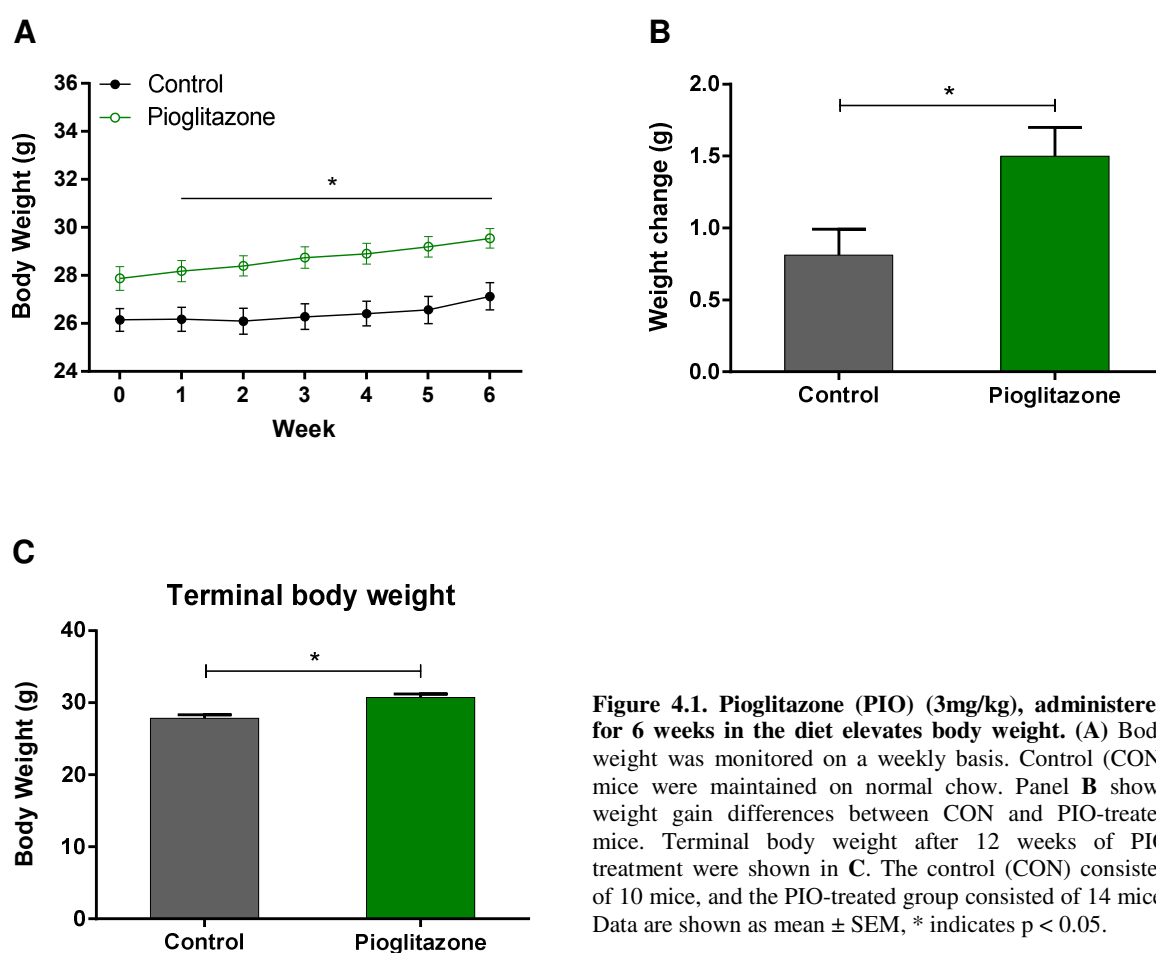 A
36
34
32
30
28
26
24
Body Weight (g)
Control
Pioglitazone
*
0 1 2 3 4 5 6
Week
B
2.0
1.5
1.0
0.5
0.0
Weight change (g)
*
Control Pioglitazone
C
Terminal body weight
40
30
20
10
0
Body Weight (g)
*
Control Pioglitazone
Figure 4.1. Pioglitazone (PIO) (3mg/kg), administere
for 6 weeks in the diet elevates body weight. (A) Bod
weight was monitored on a weekly basis. Control (CON
mice were maintained on normal chow. Panel B show
weight gain differences between CON and PIO-treate
mice. Terminal body weight after 12 weeks of PIO
treatment were shown in C. The control (CON) consiste
of 10 mice, and the PIO-treated group consisted of 14 mice
Data are shown as mean ± SEM, * indicates p < 0.05.